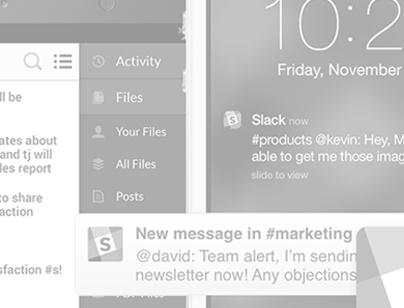 10:2
Activity
Friday, November
ll be
Files
Slack now
#products @kevin: Hey, M
able to get me those imag
slide to view
Your Files
ates about
and tj will
les report
All Files
Posts
to share
action
New message in #marketing
@david: Team alert, I'm sending
newsletter now! Any objections
sfaction #s!